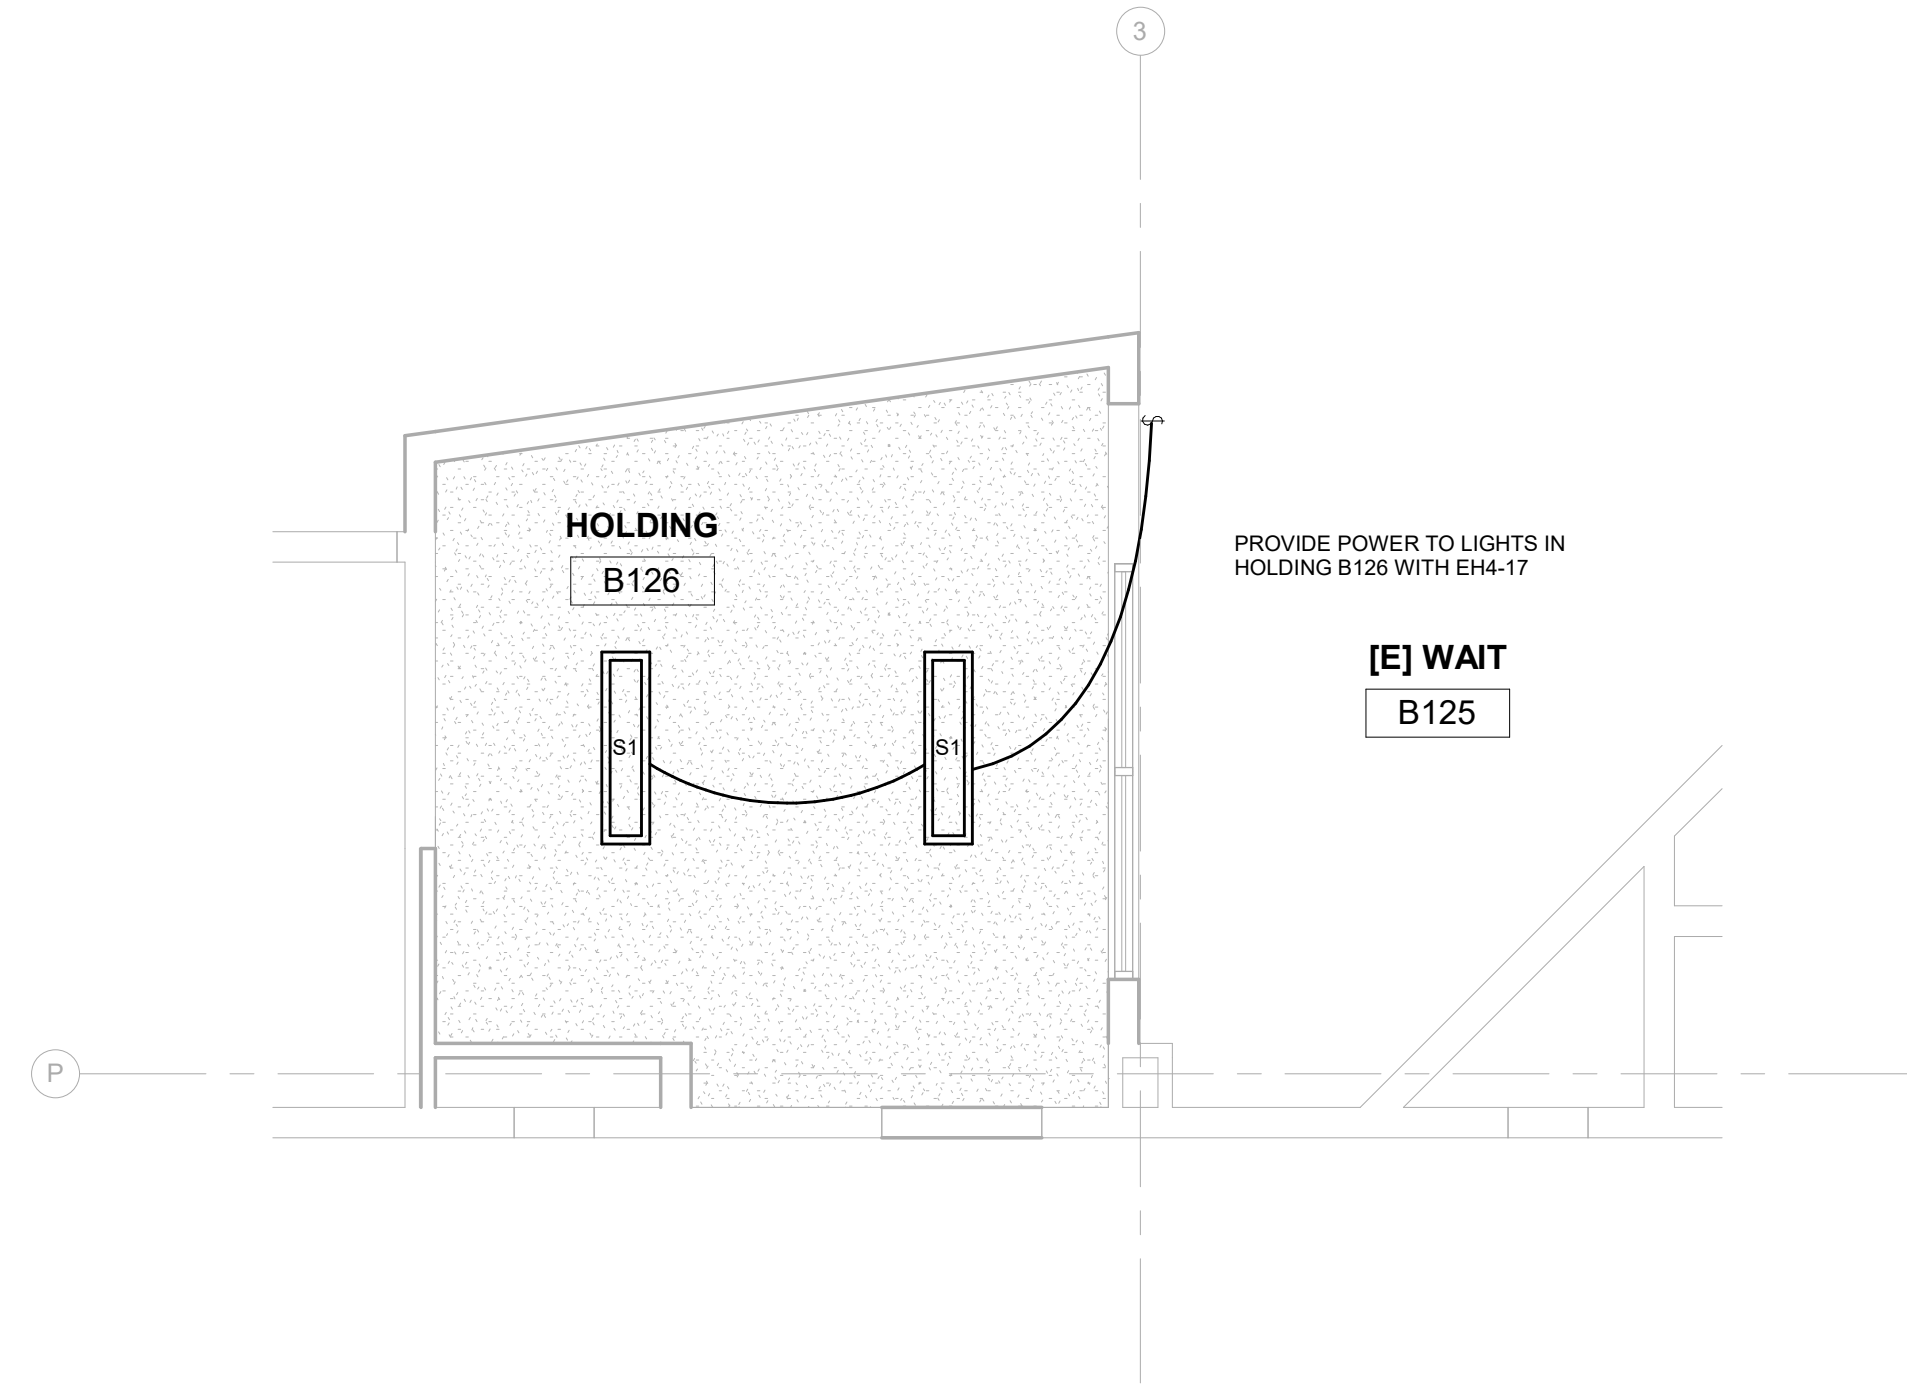 3
HOLDING
B126
PROVIDE POWER TO LIGHTS IN
HOLDING B126 WITH EH4-17
[E] WAIT
B125
S1
S1
P